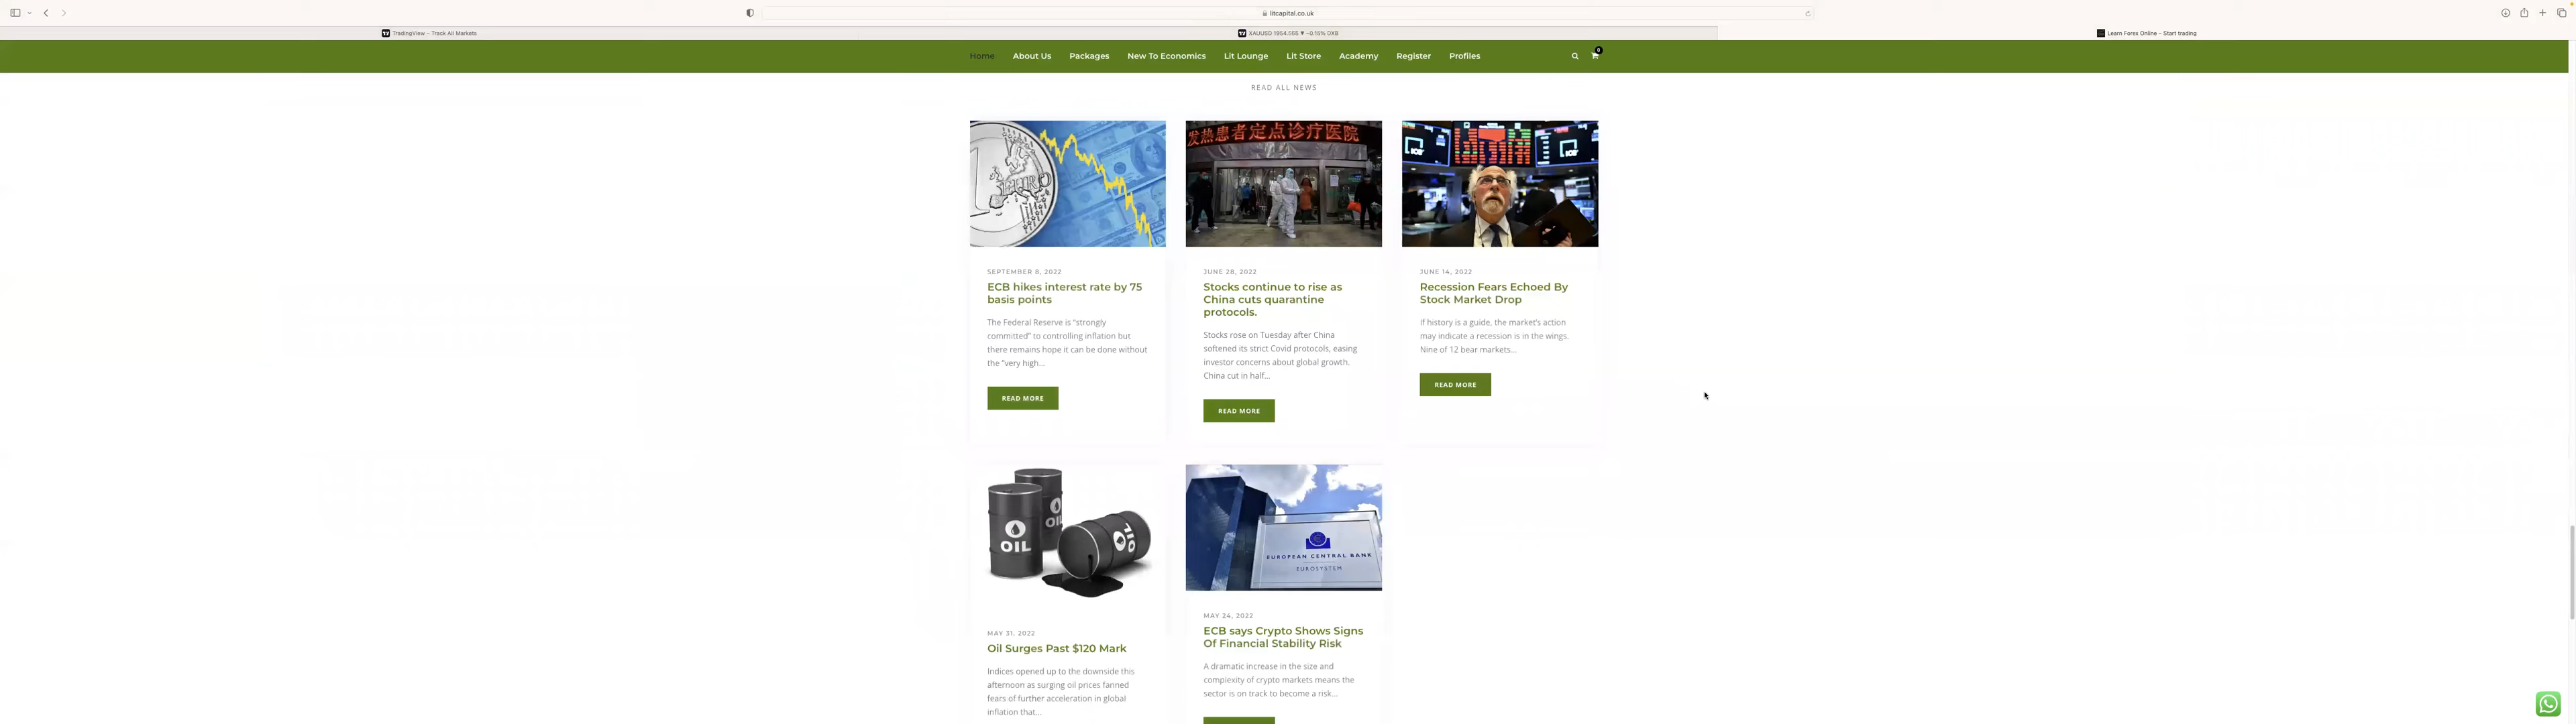 litcapital.co.uk
TradingView – Track All Markets
XAUUSD 1954.055 ▼ −0.15% DXB
Learn Forex Online – Start trading
Home About Us Packages New To Economics Lit Lounge Lit Store Academy Register Profiles
0
READ ALL NEWS
1 EURO
发热患者定点诊疗医院
SEPTEMBER 8, 2022
ECB hikes interest rate by 75
basis points
The Federal Reserve is "strongly
committed" to controlling inflation but
there remains hope it can be done without
the "very high...
READ MORE
JUNE 28, 2022
Stocks continue to rise as
China cuts quarantine
protocols.
Stocks rose on Tuesday after China
softened its strict Covid protocols, easing
investor concerns about global growth.
China cut in half...
READ MORE
JUNE 14, 2022
Recession Fears Echoed By
Stock Market Drop
If history is a guide, the market's action
may indicate a recession is in the wings.
Nine of 12 bear markets...
READ MORE
OIL
OIL
OIL
MAY 31, 2022
Oil Surges Past $120 Mark
Indices opened up to the downside this
afternoon as surging oil prices fanned
fears of further acceleration in global
inflation that...
EUROPEAN CENTRAL BANK
EUROSYSTEM
MAY 24, 2022
ECB says Crypto Shows Signs
Of Financial Stability Risk
A dramatic increase in the size and
complexity of crypto markets means the
sector is on track to become a risk...